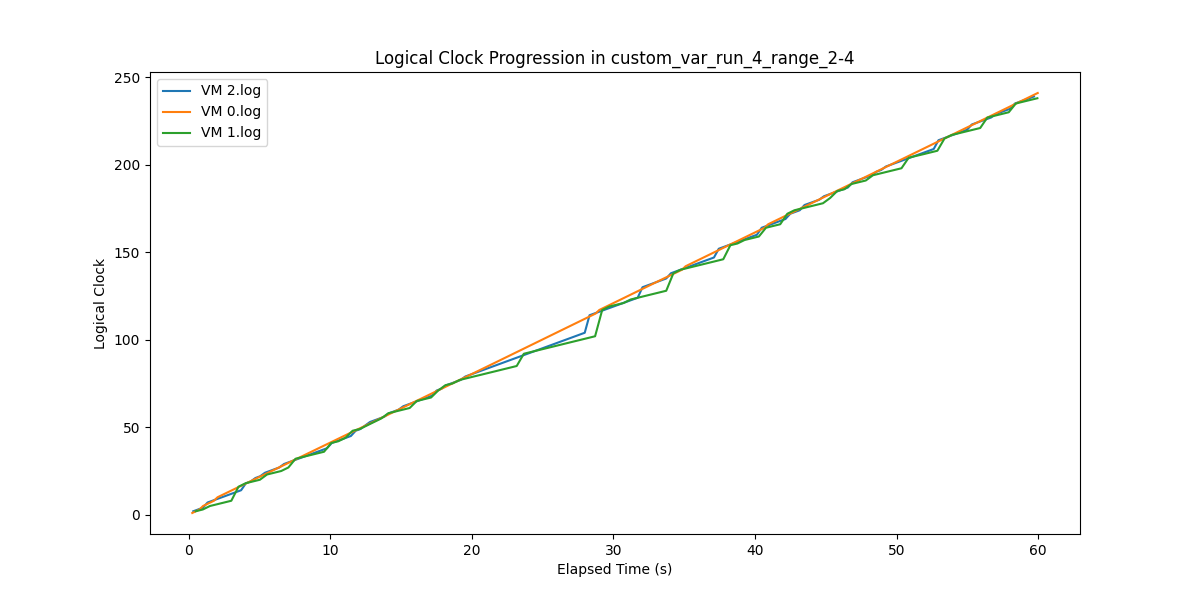 Logical Clock Progression in custom_var_run_4_range_2-4
VM 2.log
VM 0.log
VM 1.log
Logical Clock
250
200
150
100
50
0
0 10 20 30 40 50 60
Elapsed Time (s)